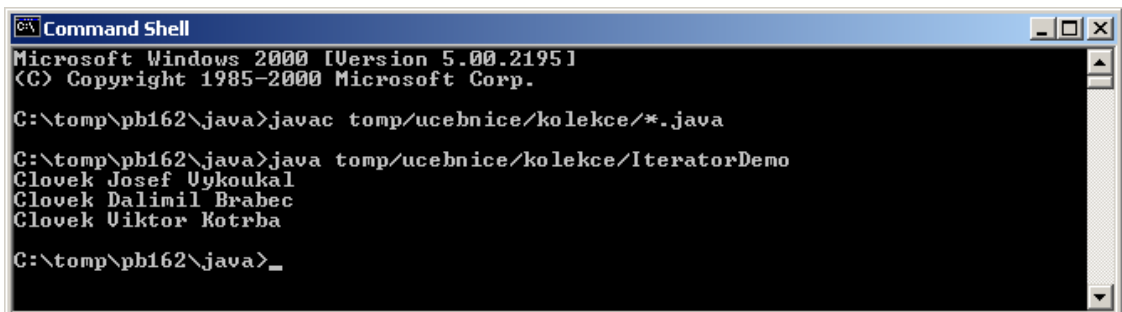 Command Shell
Microsoft Windows 2000 [Version 5.00.2195]
(C) Copyright 1985-2000 Microsoft Corp.
C:\tomp\pb162\java>javac tomp/ucebnice/kolekce/*.java
C:\tomp\pb162\java>java tomp/ucebnice/kolekce/IteratorDemo
Clovek Josef Vykoukal
Clovek Dalimil Brabec
Clovek Viktor Kotrba
C:\tomp\pb162\java>_